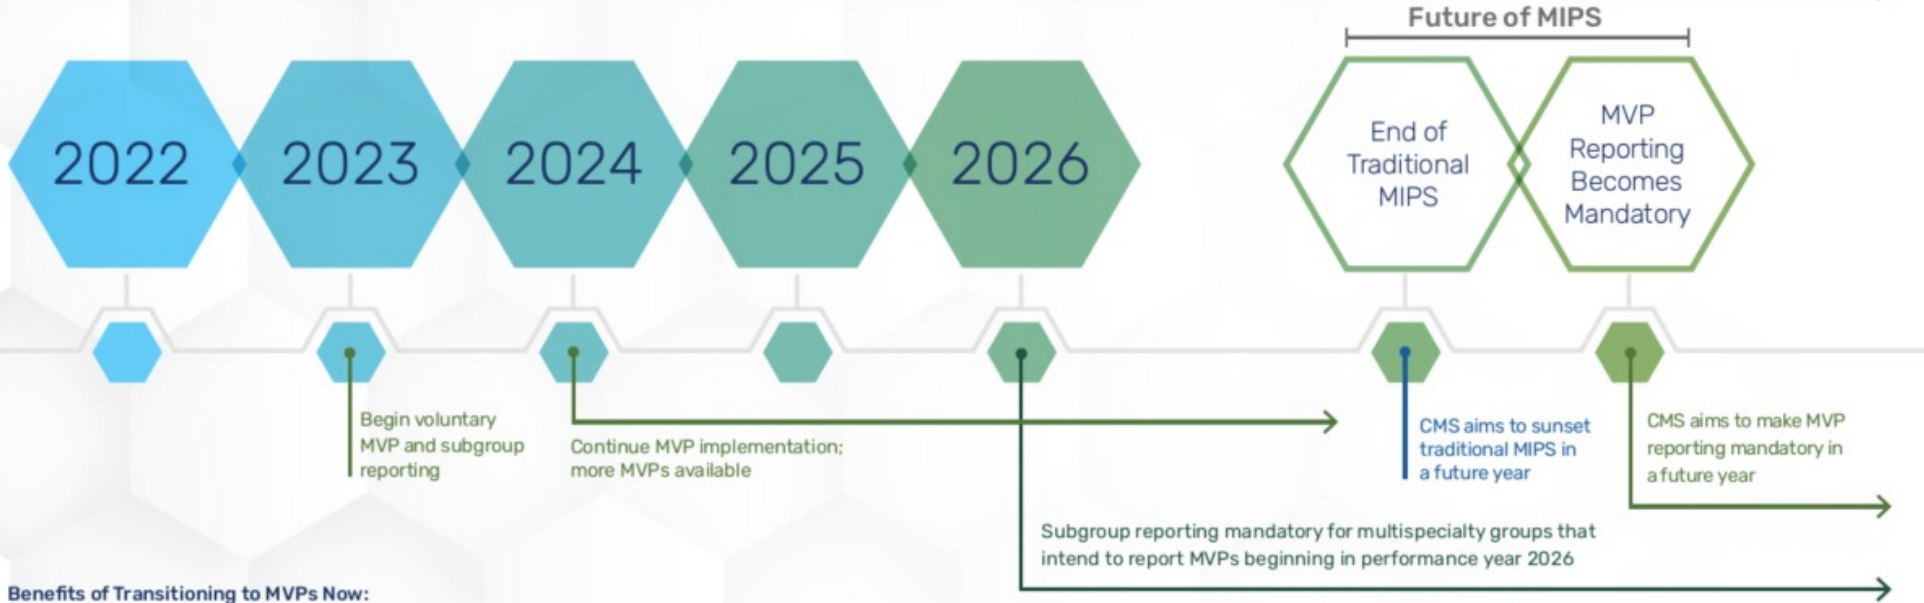 Future of MIPS
2022
2023
2024
2025
2026
End of
Traditional
MIPS
MVP
Reporting
Becomes
Mandatory
Begin voluntary
MVP and subgroup
reporting
Continue MVP implementation;
more MVPs available
CMS aims to sunset
traditional MIPS in
a future year
CMS aims to make MVP
reporting mandatory in
a future year
Subgroup reporting mandatory for multispecialty groups that
intend to report MVPs beginning in performance year 2026
Benefits of Transitioning to MVPs Now: